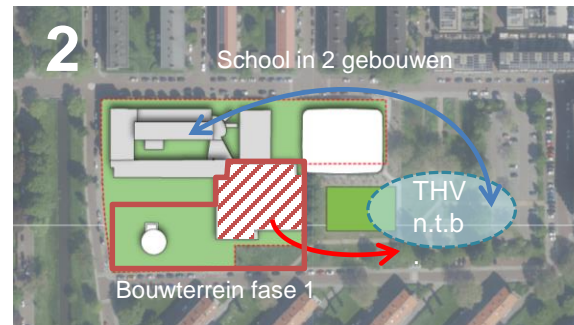 2
School in 2 gebouwen
THV
n.t.b
.
Bouwterrein fase 1